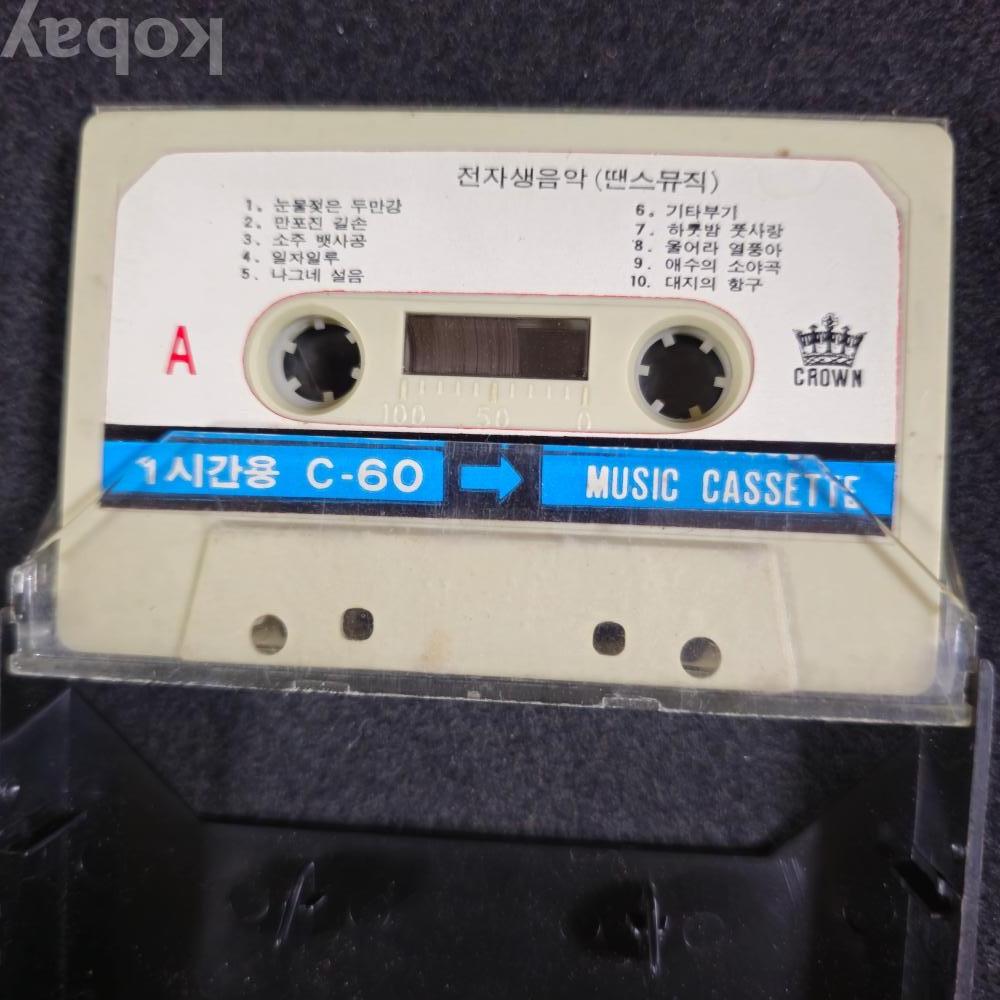 kobay
전자생음악 (땐스뮤직)
1. 눈물젖은 두만강
2. 만포진 길손
3. 소주 뱃사공
4. 일자일루
5. 나그네 설음
6. 기타부기
7. 하룻밤 풋사랑
8. 울어라 열풍아
9. 애수의 소야곡
10. 대지의 항구
A
CROWN
100 50 0
1시간용 C-60
MUSIC CASSETTE